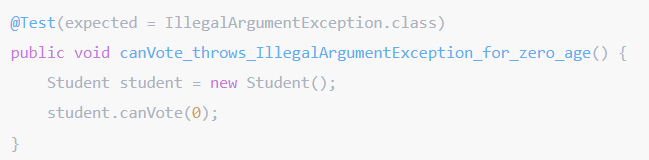 @Test(expected = IllegalArgumentException.class)
public void canVote_throws_IllegalArgumentException_for_zero_age() {
    Student student = new Student();
    student.canVote(0);
}